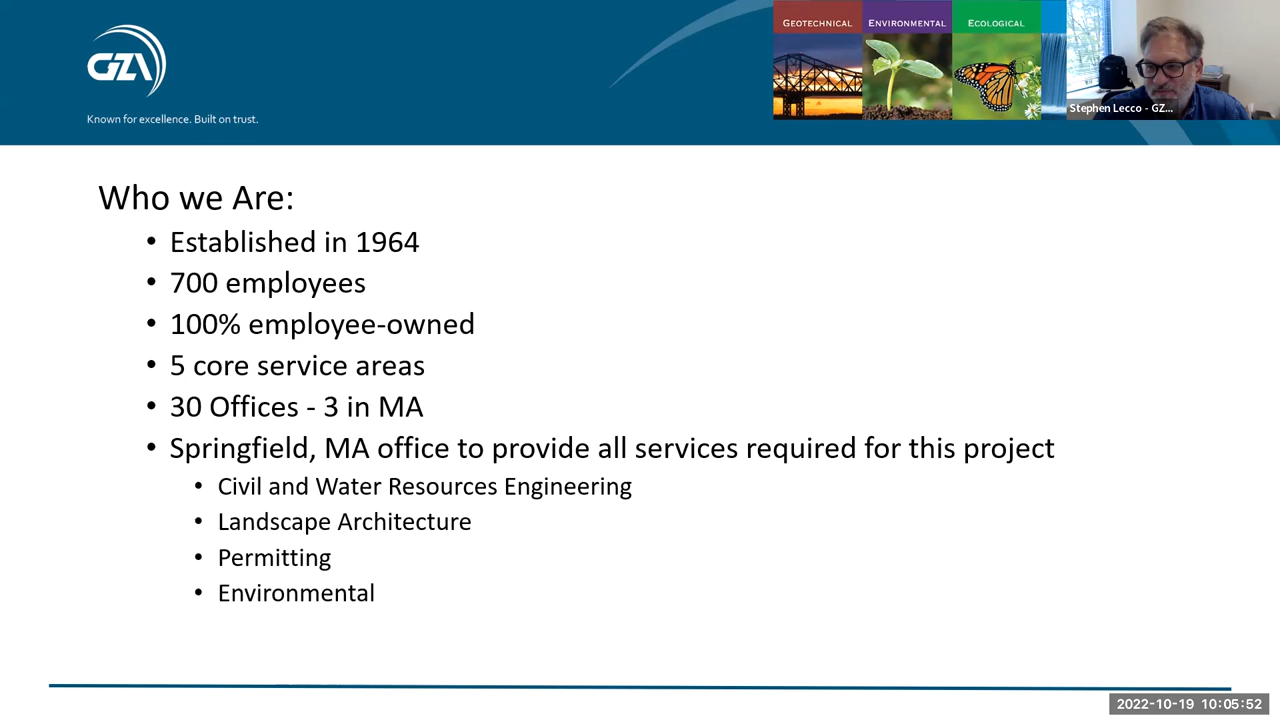 GEOTECHNICAL
ENVIRONMENTAL
ECOLOGICAL
GZA
Known for excellence. Built on trust.
Stephen Lecco - GZ...
Who we Are:
• Established in 1964
• 700 employees
• 100% employee-owned
• 5 core service areas
• 30 Offices - 3 in MA
• Springfield, MA office to provide all services required for this project
• Civil and Water Resources Engineering
• Landscape Architecture
• Permitting
• Environmental
2022-10-19 10:05:52